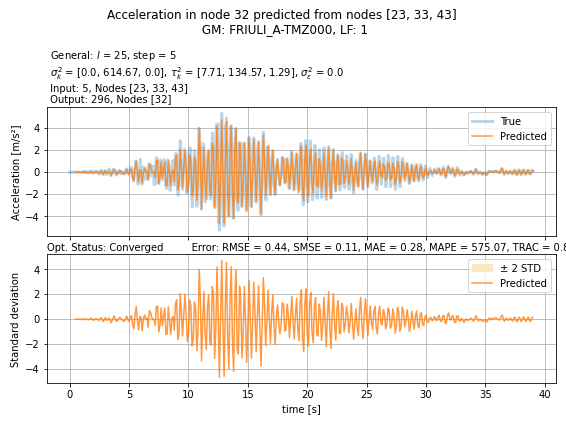 Acceleration in node 32 predicted from nodes [23, 33, 43]
GM: FRIULI_A-TMZ000, LF: 1
General: l = 25, step = 5
σ²ₖ = [0.0, 614.67, 0.0], τ²ₖ = [7.71, 134.57, 1.29], σ²ε = 0.0
Input: 5, Nodes [23, 33, 43]
Output: 296, Nodes [32]
Acceleration [m/s²]
4
2
0
−2
−4
True
Predicted
Opt. Status: Converged Error: RMSE = 0.44, SMSE = 0.11, MAE = 0.28, MAPE = 575.07, TRAC = 0.8
Standard deviation
4
2
0
−2
−4
± 2 STD
Predicted
0 5 10 15 20 25 30 35 40
time [s]